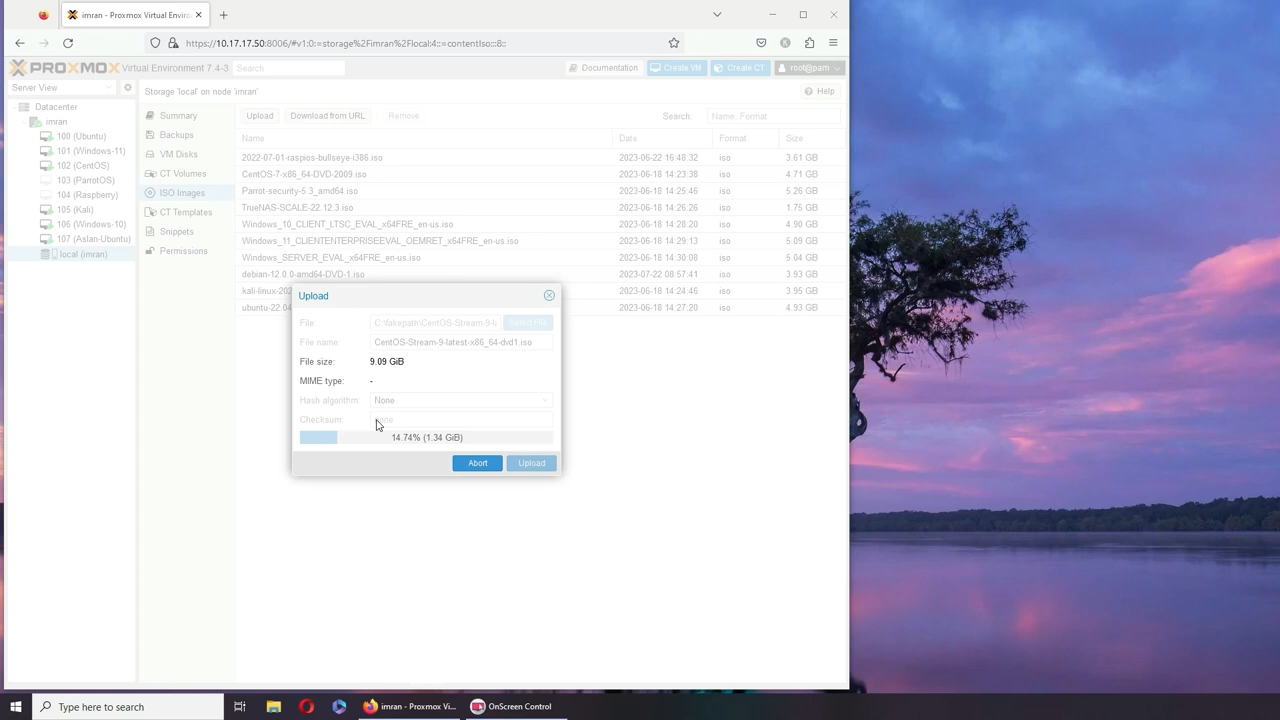 imran - Proxmox Virtual Enviro
https://10.17.17.50:8006/#v1:0:=storage%2Fimran%2Flocal:4::=contentIso:::8::
PROXMOX Virtual Environment 7.4-3 Search Documentation Create VM Create CT root@pam
Server View Storage 'local' on node 'imran' Help
Datacenter
imran
100 (Ubuntu)
101 (Windows-11)
102 (CentOS)
103 (ParrotOS)
104 (Raspberry)
105 (Kali)
106 (Windows-10)
107 (Aslan-Ubuntu)
local (imran)
Summary
Backups
VM Disks
CT Volumes
ISO Images
CT Templates
Snippets
Permissions
Upload Download from URL Remove Search: Name, Format
Name Date Format Size
2022-07-01-raspios-bullseye-i386.iso 2023-06-22 16:48:32 iso 3.61 GB
CentOS-7-x86_64-DVD-2009.iso 2023-06-18 14:23:38 iso 4.71 GB
Parrot-security-5.3_amd64.iso 2023-06-18 14:25:46 iso 5.26 GB
TrueNAS-SCALE-22.12.3.iso 2023-06-18 14:26:26 iso 1.75 GB
Windows_10_CLIENT_LTSC_EVAL_x64FRE_en-us.iso 2023-06-18 14:28:20 iso 4.90 GB
Windows_11_CLIENTENTERPRISEEVAL_OEMRET_x64FRE_en-us.iso 2023-06-18 14:29:13 iso 5.09 GB
Windows_SERVER_EVAL_x64FRE_en-us.iso 2023-06-18 14:30:08 iso 5.04 GB
debian-12.0.0-amd64-DVD-1.iso 2023-07-22 08:57:41 iso 3.93 GB
kali-linux-202 2023-06-18 14:24:46 iso 3.95 GB
ubuntu-22.04 2023-06-18 14:27:20 iso 4.93 GB
Upload
File: C:\fakepath\CentOS-Stream-9-l Select File
File name: CentOS-Stream-9-latest-x86_64-dvd1.iso
File size: 9.09 GiB
MIME type: -
Hash algorithm: None
Checksum: none
14.74% (1.34 GiB)
Abort Upload
Type here to search imran - Proxmox Vi... OnScreen Control